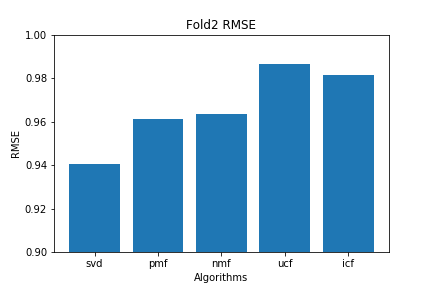 Fold2 RMSE
1.00
0.98
0.96
0.94
0.92
0.90
RMSE
svd pmf nmf ucf icf
Algorithms